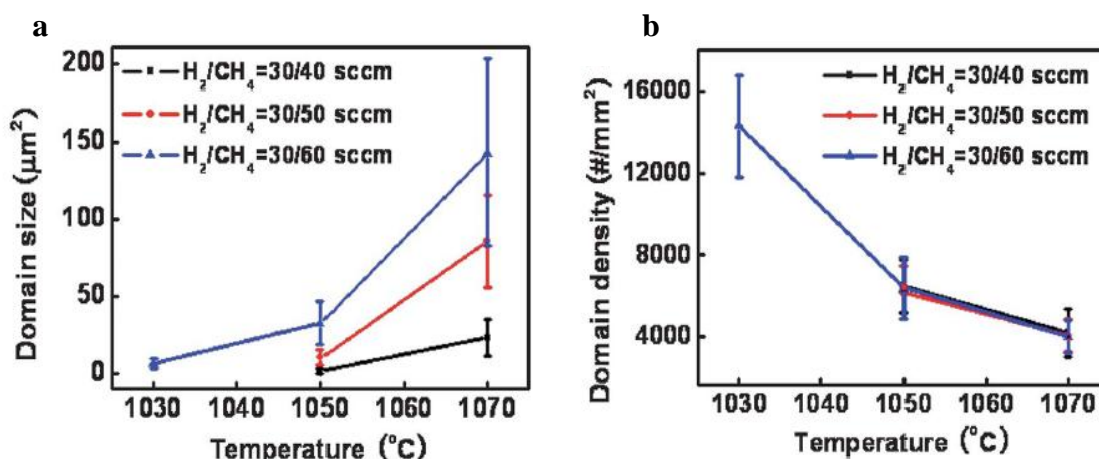 a
200
150
100
50
0
Domain size (μm²)
H₂/CH₄=30/40 sccm
H₂/CH₄=30/50 sccm
H₂/CH₄=30/60 sccm
1030 1040 1050 1060 1070
Temperature (°C)
b
16000
12000
8000
4000
Domain density (#/mm²)
H₂/CH₄=30/40 sccm
H₂/CH₄=30/50 sccm
H₂/CH₄=30/60 sccm
1030 1040 1050 1060 1070
Temperature (°C)